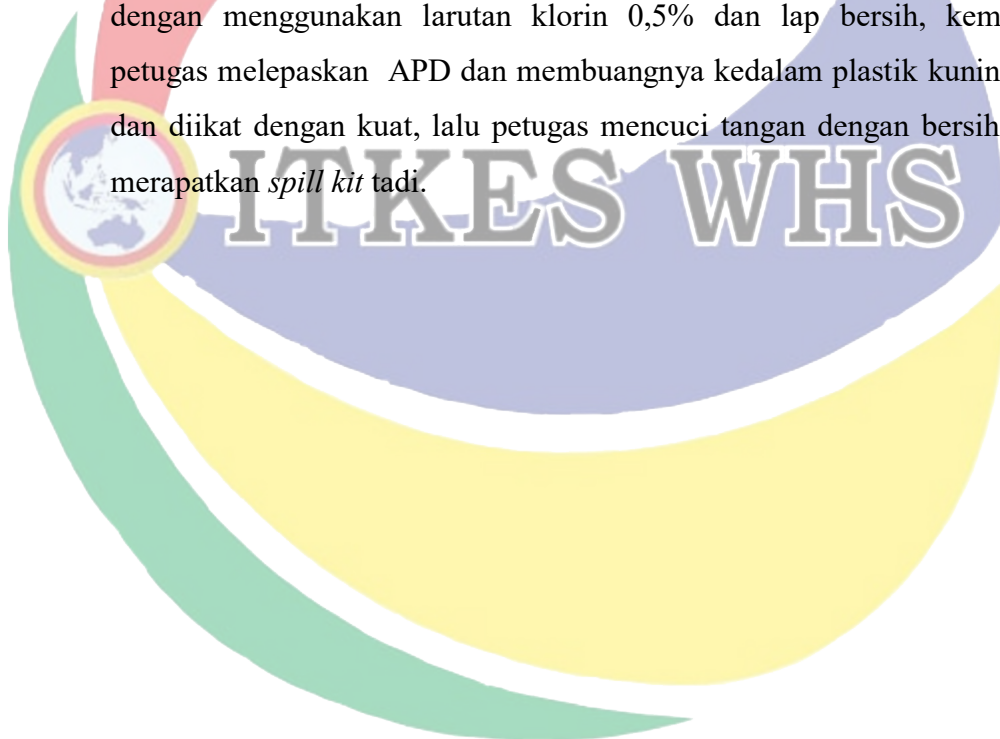 dengan menggunakan larutan klorin 0,5% dan lap bersih, kem
petugas melepaskan APD dan membuangnya kedalam plastik kunin
dan diikat dengan kuat, lalu petugas mencuci tangan dengan bersih
merapatkan spill kit tadi.
ITKES WHS